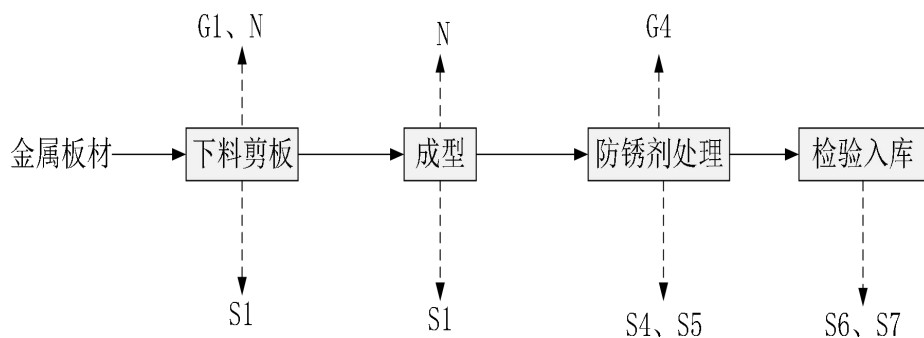 G1、N
N
G4
金属板材
下料剪板
成型
防锈剂处理
检验入库
S1
S1
S4、S5
S6、S7